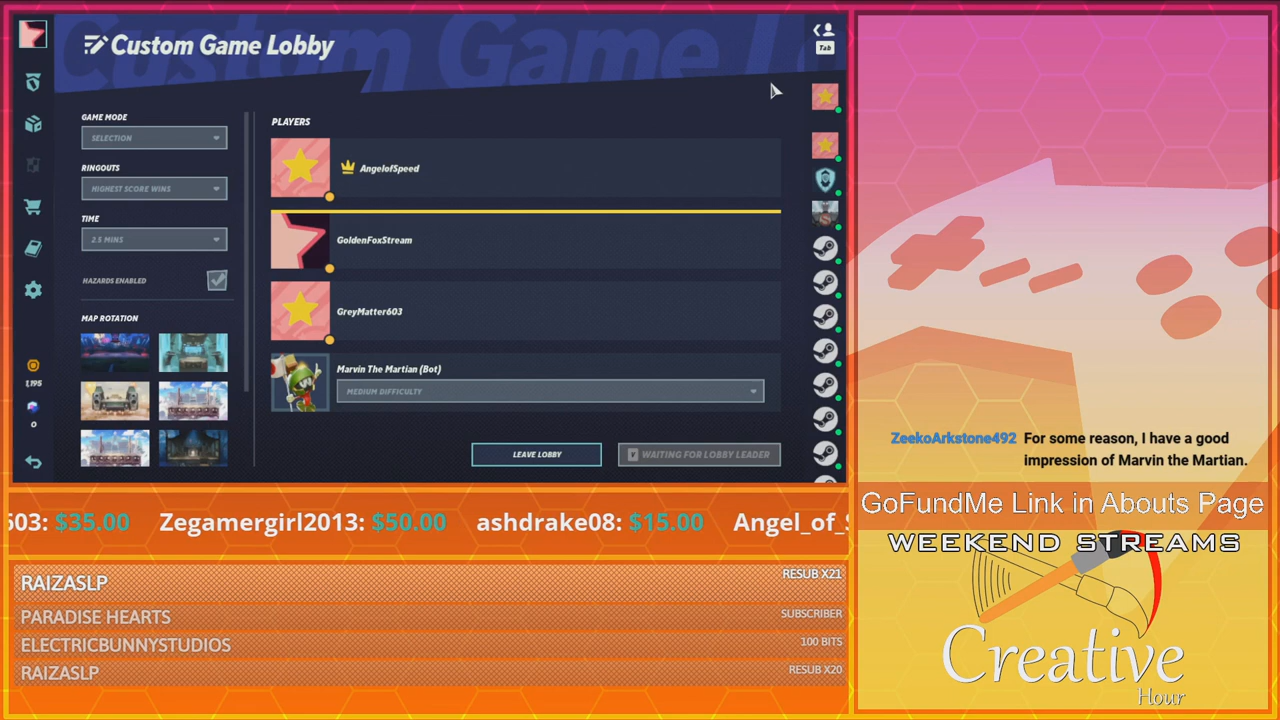 Custom Game Lobby
Tab
GAME MODE
SELECTION
RINGOUTS
HIGHEST SCORE WINS
TIME
2.5 MINS
HAZARDS ENABLED
MAP ROTATION
1,195
0
PLAYERS
AngelofSpeed
GoldenFoxStream
GreyMatter603
Marvin The Martian (Bot)
MEDIUM DIFFICULTY
LEAVE LOBBY
WAITING FOR LOBBY LEADER
ZeekoArkstone492 For some reason, I have a good
impression of Marvin the Martian.
GoFundMe Link in Abouts Page
WEEKEND STREAMS
Creative
Hour
603: $35.00 Zegamergirl2013: $50.00 ashdrake08: $15.00 Angel_of_
RAIZASLP RESUB X21
PARADISE HEARTS SUBSCRIBER
ELECTRICBUNNYSTUDIOS 100 BITS
RAIZASLP RESUB X20